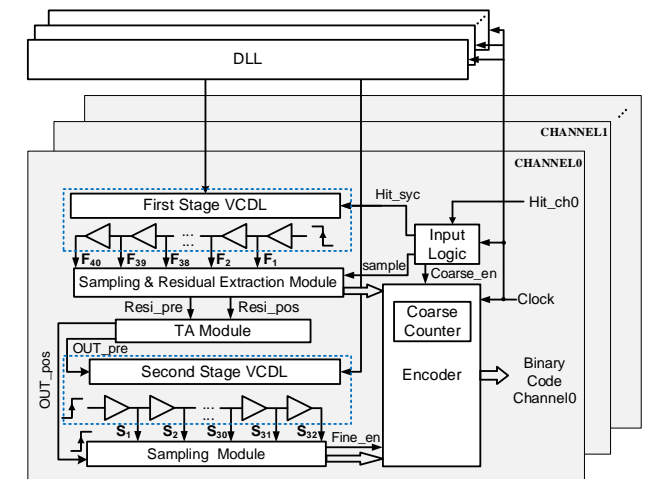 DLL
CHANNEL1
CHANNEL0
Hit_syc
First Stage VCDL
Hit_ch0
Input
Logic
...
F40 F39 F38 F2 F1
sample
Coarse_en
Sampling & Residual Extraction Module
Resi_pre Resi_pos
Clock
Coarse
Counter
TA Module
OUT_pre
OUT_pos
Second Stage VCDL
Encoder
Binary
Code
Channel0
...
S1 S2 S30 S31 S32
Fine_en
Sampling Module